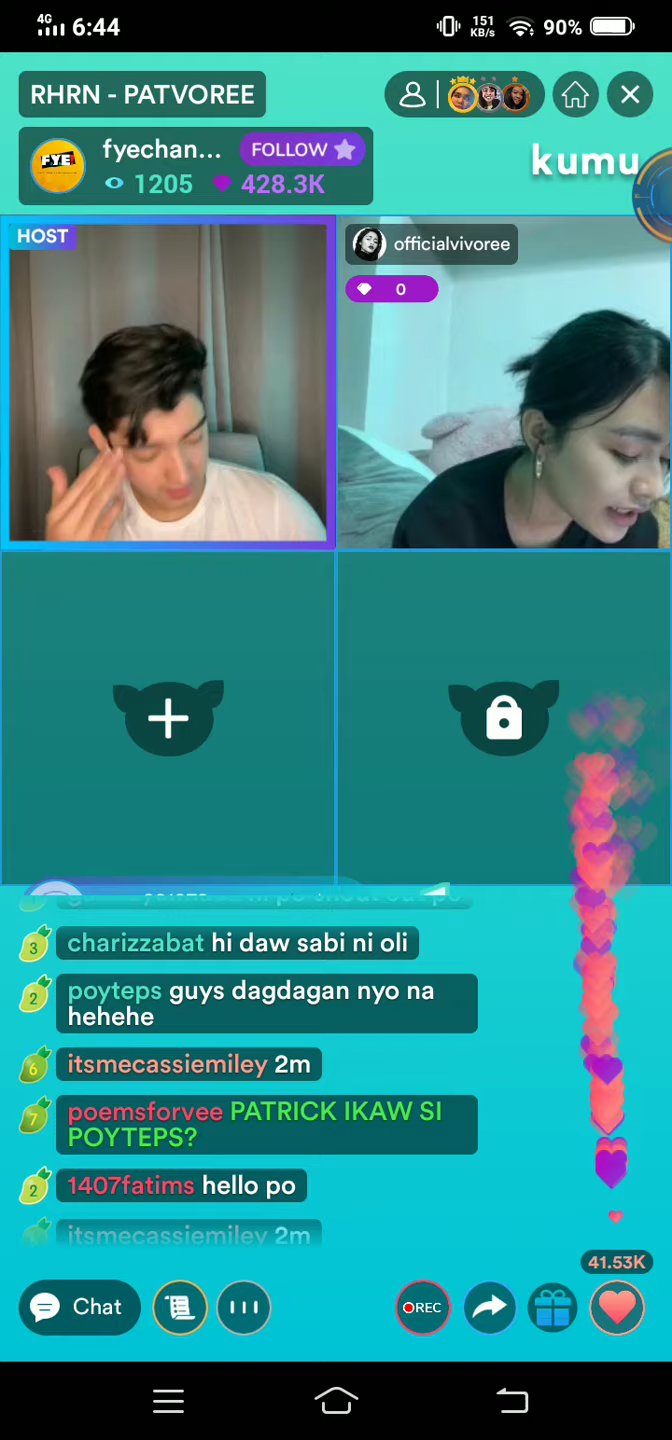 4G 6:44 151 KB/s 90%
RHRN - PATVOREE
FYE fyechan... FOLLOW
1205 428.3K
kumu
HOST
officialvivoree
0
3 charizzabat hi daw sabi ni oli
2 poyteps guys dagdagan nyo na
hehehe
6 itsmecassiemiley 2m
7 poemsforvee PATRICK IKAW SI
POYTEPS?
2 1407fatims hello po
itsmecassiemiley 2m
41.53K
Chat REC